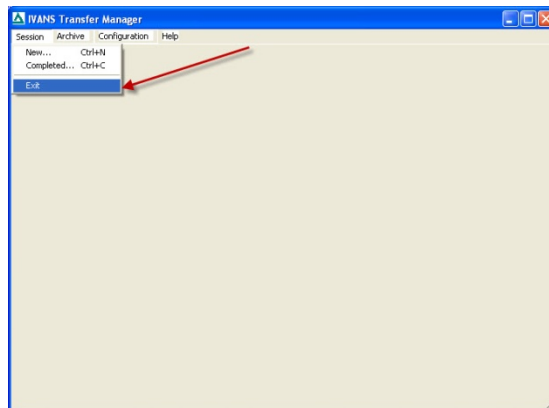 IVANS Transfer Manager
Session Archive Configuration Help
New... Ctrl+N
Completed... Ctrl+C
Exit